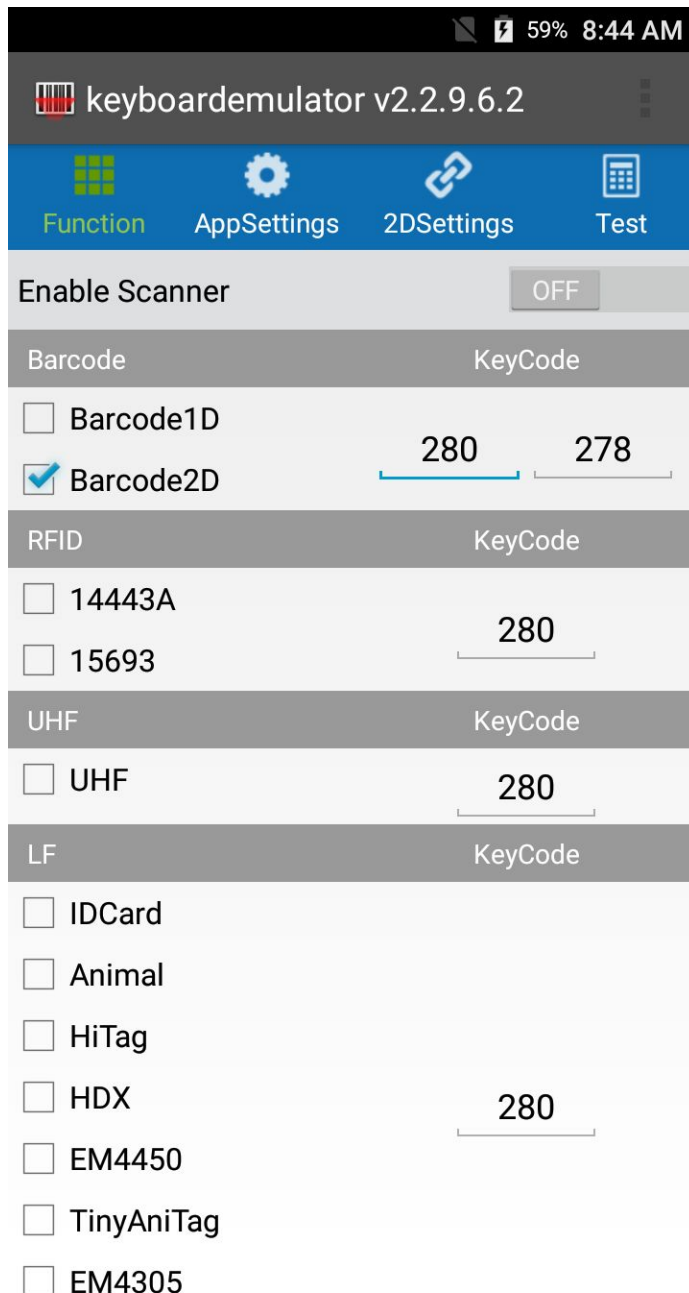 59% 8:44 AM
keyboardemulator v2.2.9.6.2
Function AppSettings 2DSettings Test
Enable Scanner OFF
Barcode KeyCode
Barcode1D
280 278
Barcode2D
RFID KeyCode
14443A
280
15693
UHF KeyCode
UHF 280
LF KeyCode
IDCard
Animal
HiTag
HDX 280
EM4450
TinyAniTag
EM4305